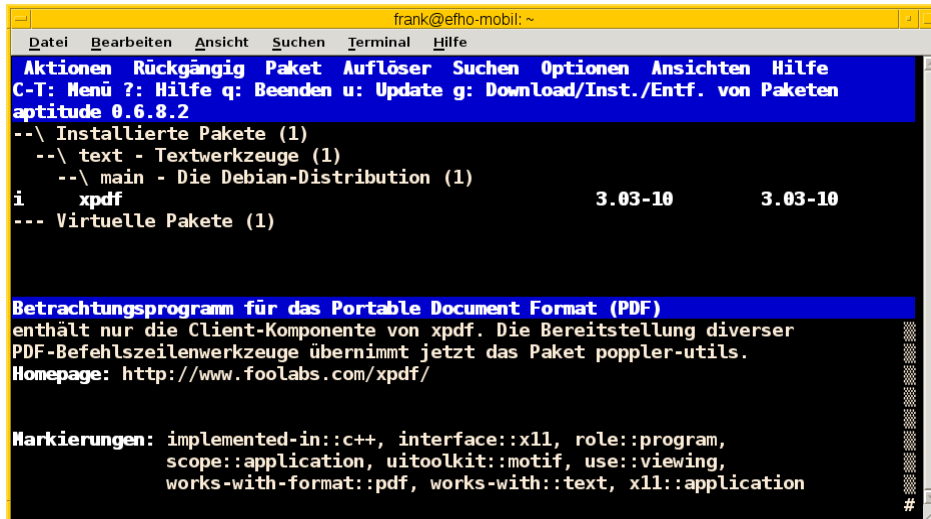 frank@efho-mobil: ~
Datei Bearbeiten Ansicht Suchen Terminal Hilfe
Aktionen Rückgängig Paket Auflöser Suchen Optionen Ansichten Hilfe
C-T: Menü ?: Hilfe q: Beenden u: Update g: Download/Inst./Entf. von Paketen
aptitude 0.6.8.2
--\ Installierte Pakete (1)
--\ text - Textwerkzeuge (1)
--\ main - Die Debian-Distribution (1)
i xpdf 3.03-10 3.03-10
--- Virtuelle Pakete (1)
Betrachtungsprogramm für das Portable Document Format (PDF)
enthält nur die Client-Komponente von xpdf. Die Bereitstellung diverser
PDF-Befehlszeilenwerkzeuge übernimmt jetzt das Paket poppler-utils.
Homepage: http://www.foolabs.com/xpdf/
Markierungen: implemented-in::c++, interface::x11, role::program,
scope::application, uitoolkit::motif, use::viewing,
works-with-format::pdf, works-with::text, x11::application
#